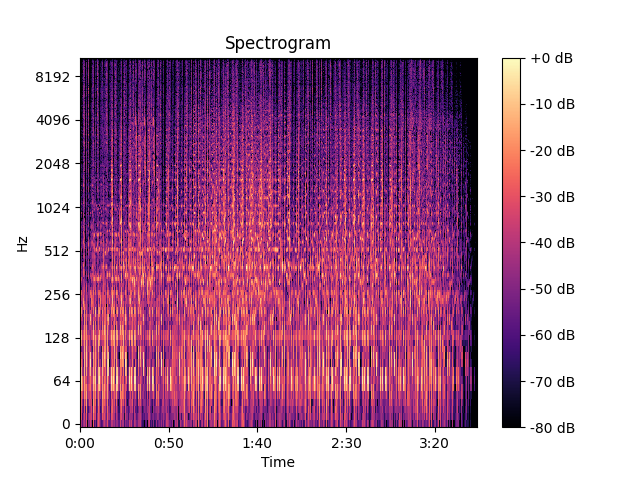 Spectrogram
Hz
8192
4096
2048
1024
512
256
128
64
0
0:00 0:50 1:40 2:30 3:20
Time
+0 dB
-10 dB
-20 dB
-30 dB
-40 dB
-50 dB
-60 dB
-70 dB
-80 dB